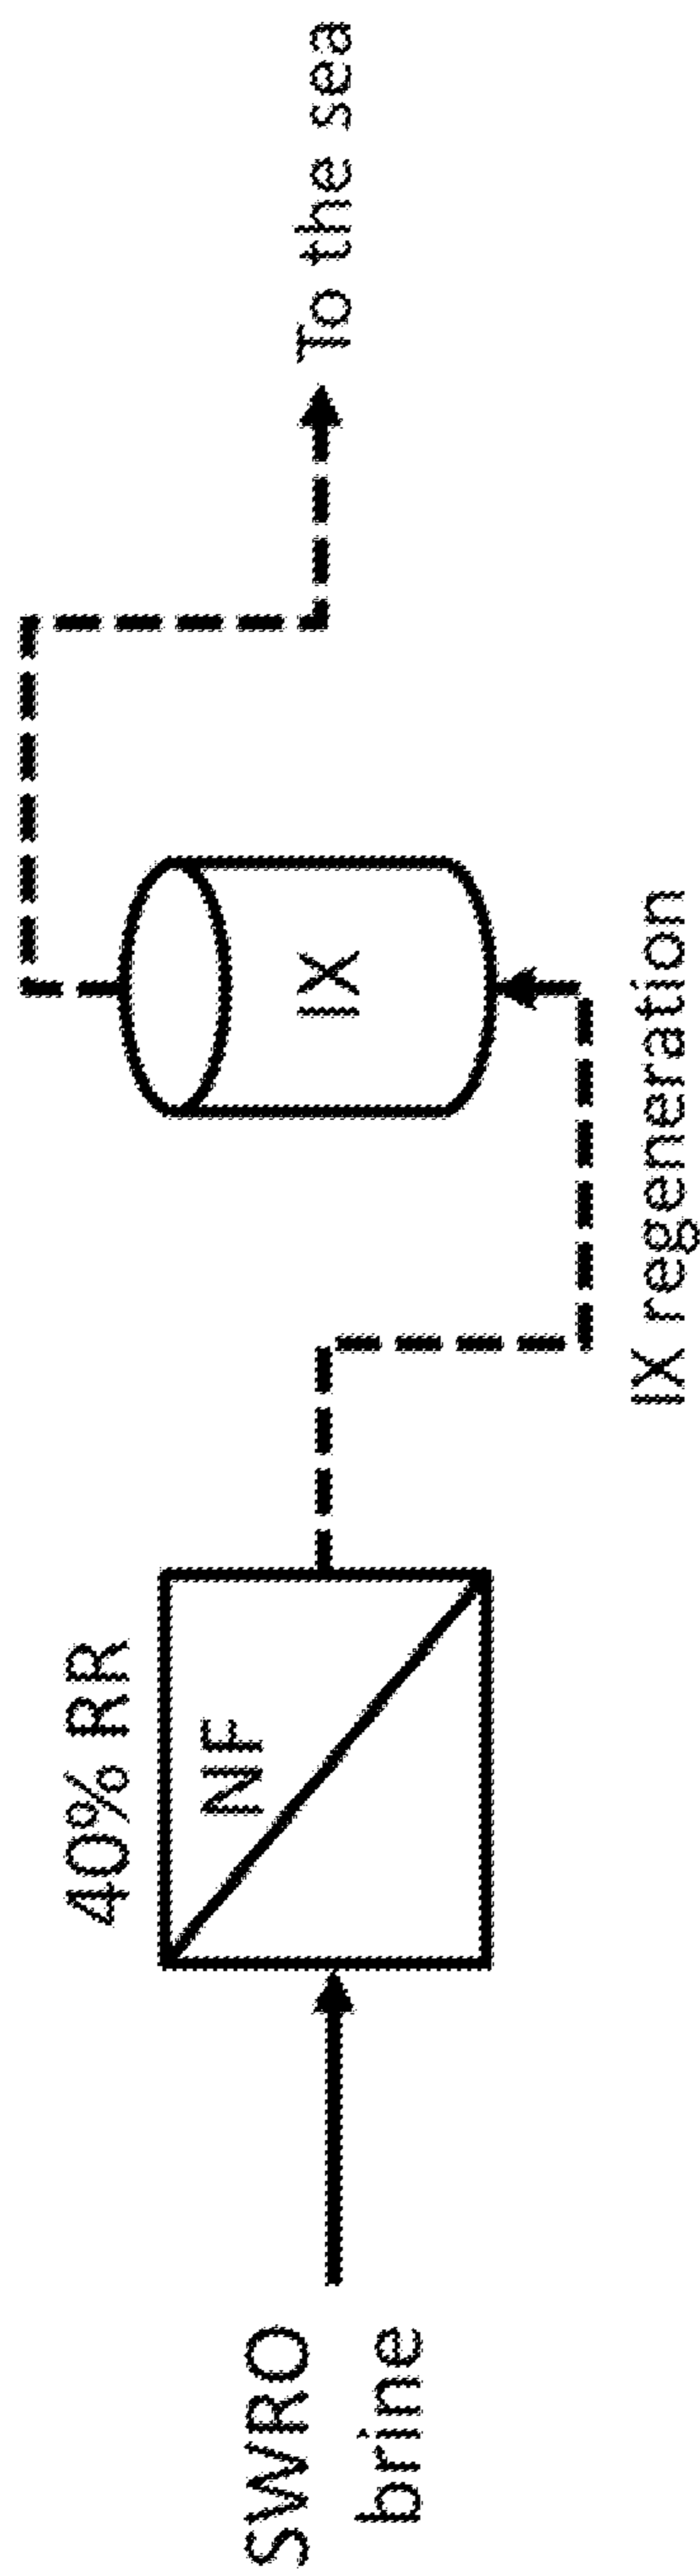 SWRO
brine
40% RR
NF
IX regeneration
IX
To the sea